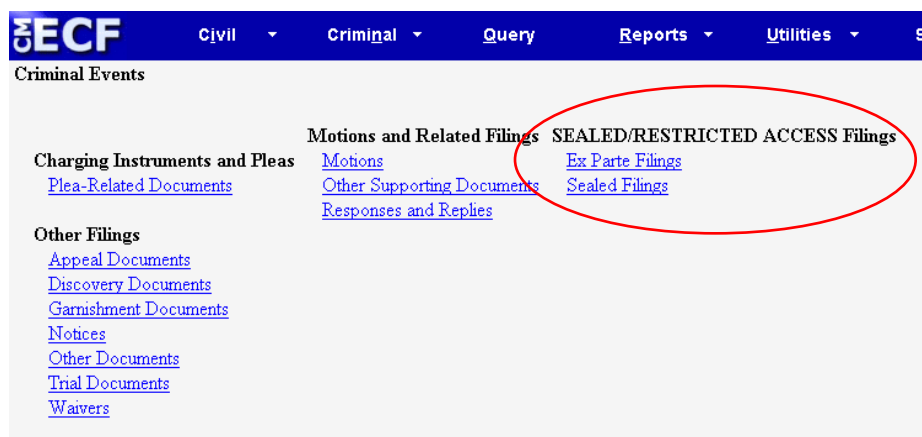 CM ECF Civil Criminal Query Reports Utilities S
Criminal Events
Motions and Related Filings SEALED/RESTRICTED ACCESS Filings
Charging Instruments and Pleas Motions Ex Parte Filings
Plea-Related Documents Other Supporting Documents Sealed Filings
Responses and Replies
Other Filings
Appeal Documents
Discovery Documents
Garnishment Documents
Notices
Other Documents
Trial Documents
Waivers